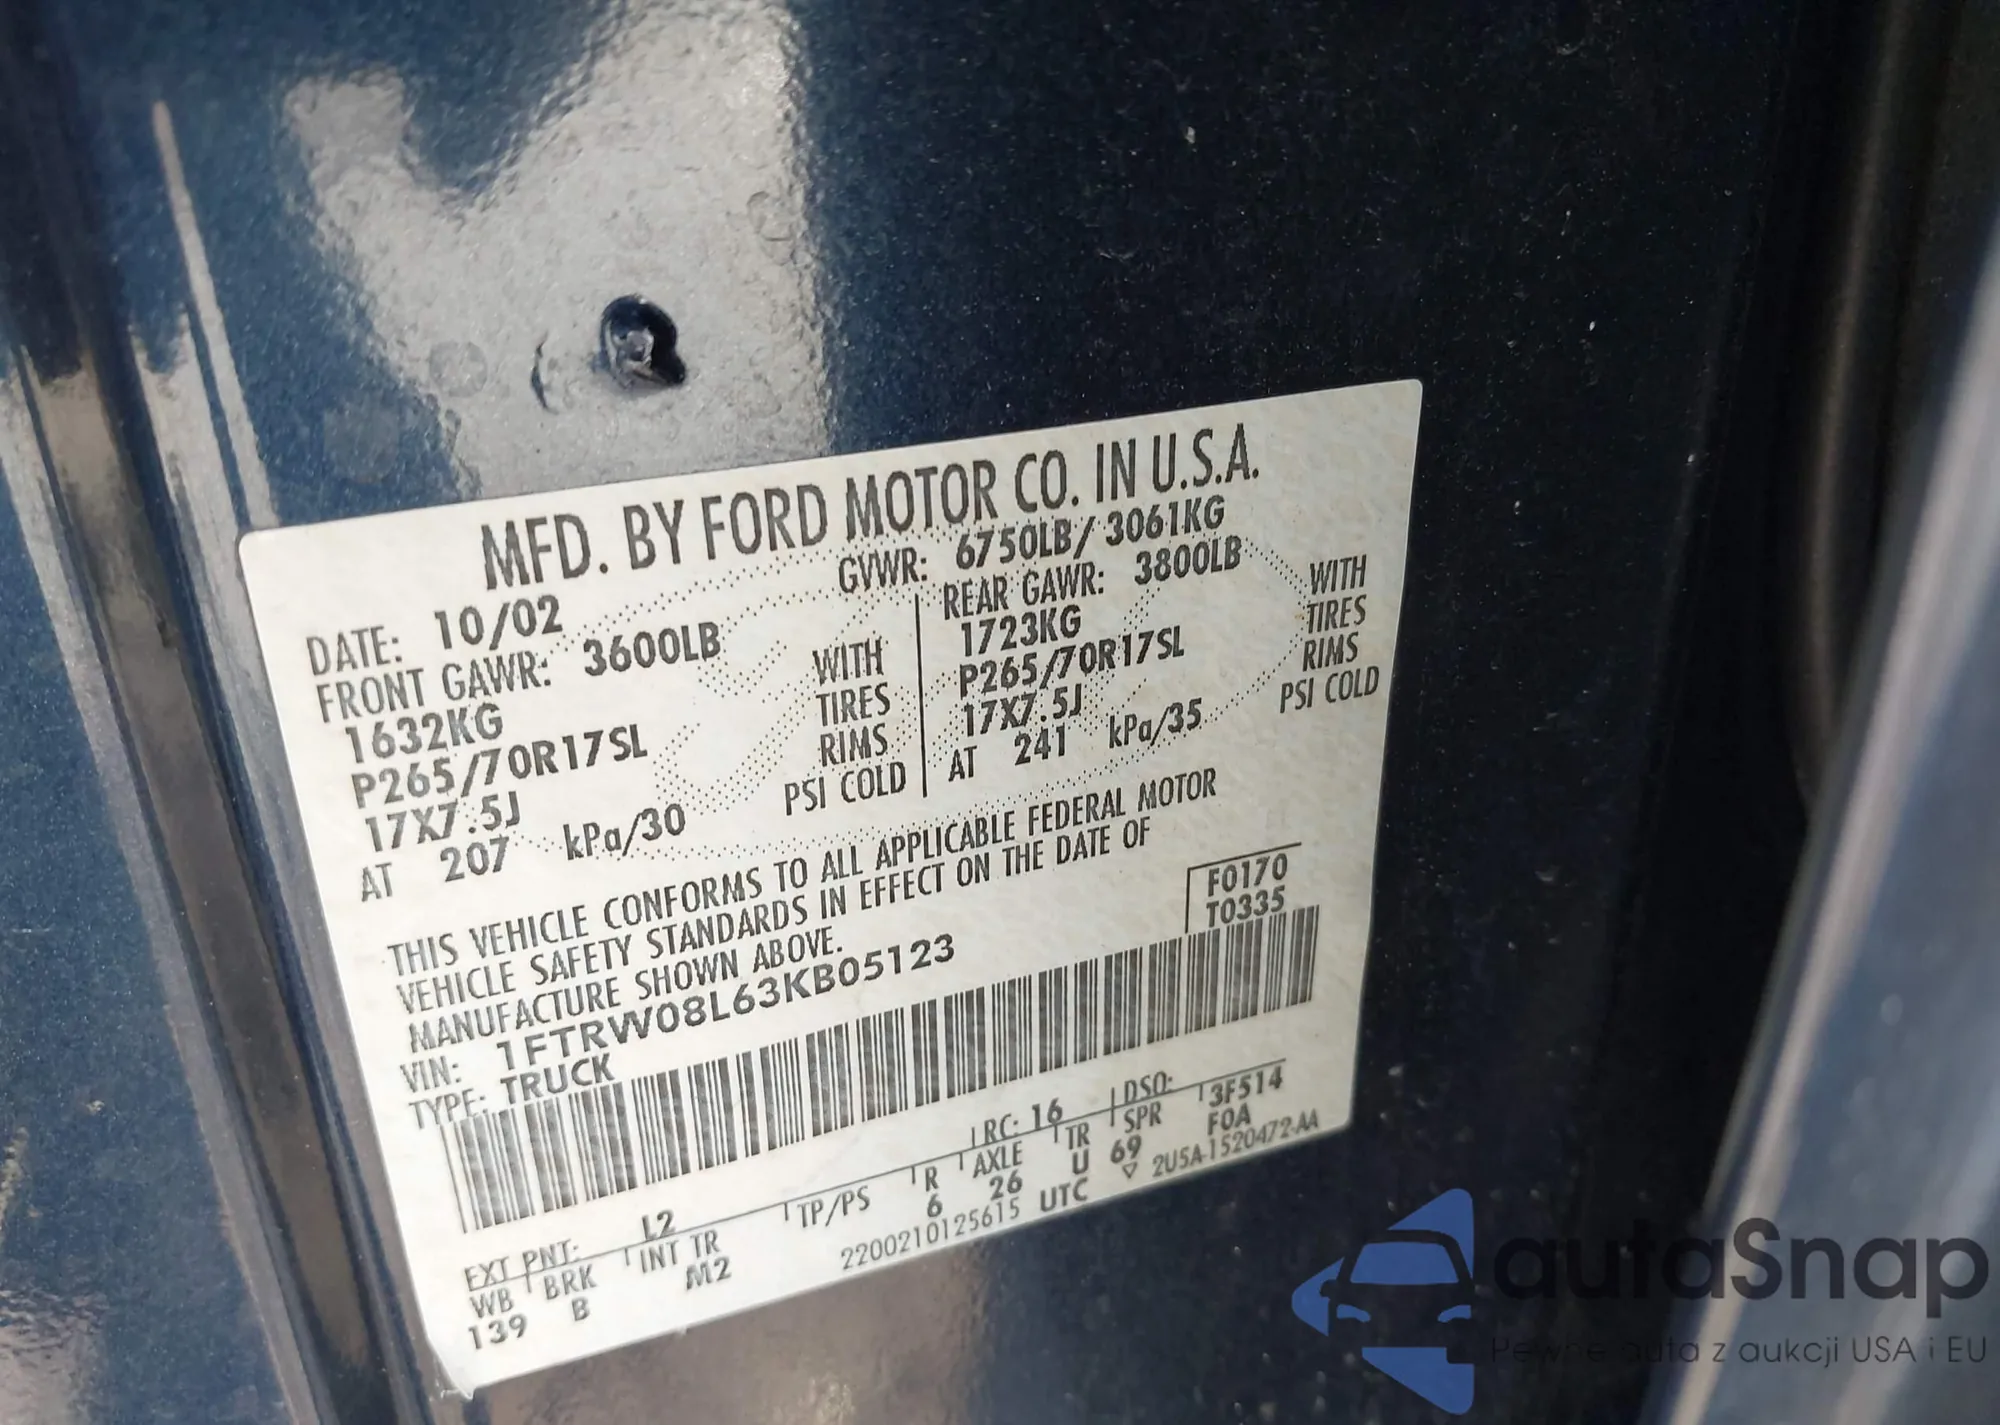 MFD. BY FORD MOTOR CO. IN U.S.A.
DATE: 10/02 GVWR: 6750LB/ 3061KG
FRONT GAWR: 3600LB REAR GAWR: 3800LB
1632KG WITH 1723KG WITH
P265/70R17SL TIRES P265/70R17SL TIRES
17X7.5J RIMS 17X7.5J RIMS
AT 207 kPa/30 PSI COLD AT 241 kPa/35 PSI COLD
THIS VEHICLE CONFORMS TO ALL APPLICABLE FEDERAL MOTOR
VEHICLE SAFETY STANDARDS IN EFFECT ON THE DATE OF
MANUFACTURE SHOWN ABOVE.
F0170
T0335
VIN: 1FTRW08L63KB05123
TYPE: TRUCK
EXT PNT: L2 RC: 16 DSO: 3F514
WB BRK INT TR TP/PS R AXLE TR SPR F0A
139 B M2 6 26 U 69
2200210125615 UTC ▽ 2U5A-1520472-AA
autaSnap
Pewne auta z aukcji USA i EU